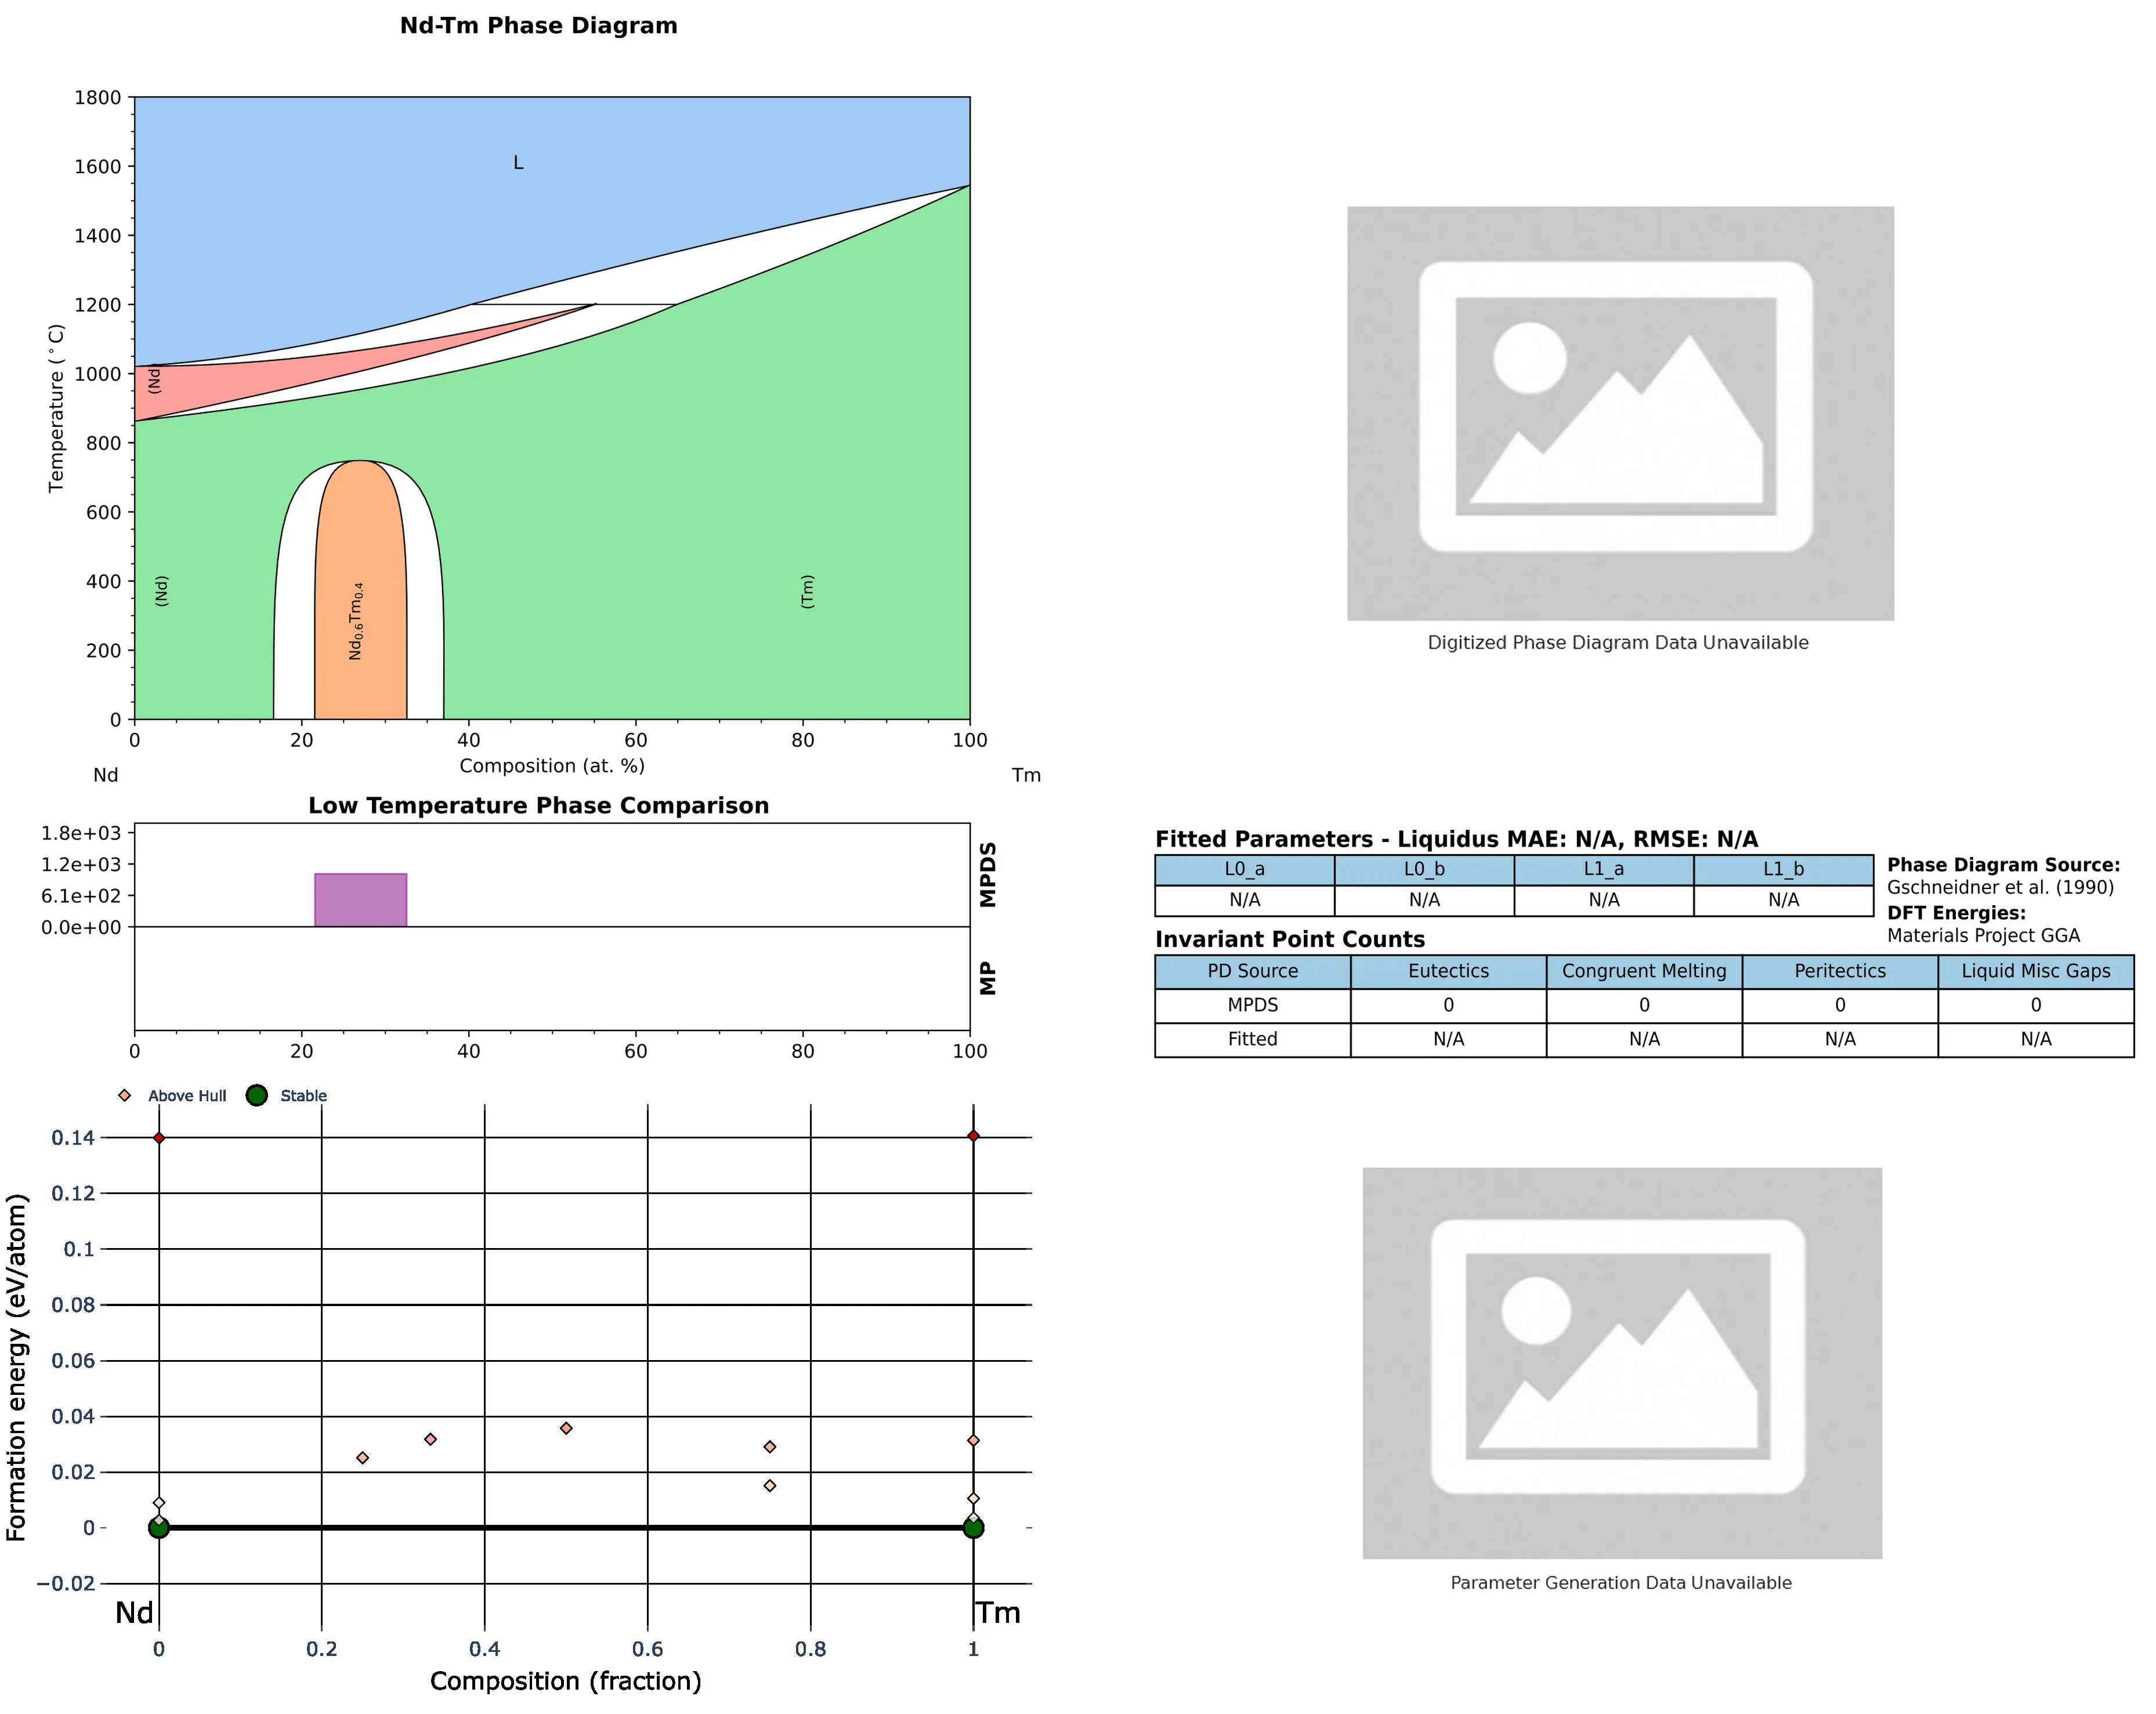 Nd-Tm Phase Diagram
1800
1600
1400
1200
1000
800
600
400
200
0
Temperature (°C)
L
(Nd)
(Nd)
Nd0.6Tm0.4
(Tm)
0 20 40 60 80 100
Composition (at. %)
Nd Tm
Digitized Phase Diagram Data Unavailable
Low Temperature Phase Comparison
1.8e+03
1.2e+03
6.1e+02
0.0e+00
MPDS
MP
0 20 40 60 80 100
Fitted Parameters - Liquidus MAE: N/A, RMSE: N/A
L0_a L0_b L1_a L1_b
N/A N/A N/A N/A
Phase Diagram Source:
Gschneidner et al. (1990)
DFT Energies:
Materials Project GGA
Invariant Point Counts
PD Source Eutectics Congruent Melting Peritectics Liquid Misc Gaps
MPDS 0 0 0 0
Fitted N/A N/A N/A N/A
Above Hull Stable
0.14
0.12
0.1
0.08
0.06
0.04
0.02
0
−0.02
Formation energy (eV/atom)
Nd Tm
0 0.2 0.4 0.6 0.8 1
Composition (fraction)
Parameter Generation Data Unavailable